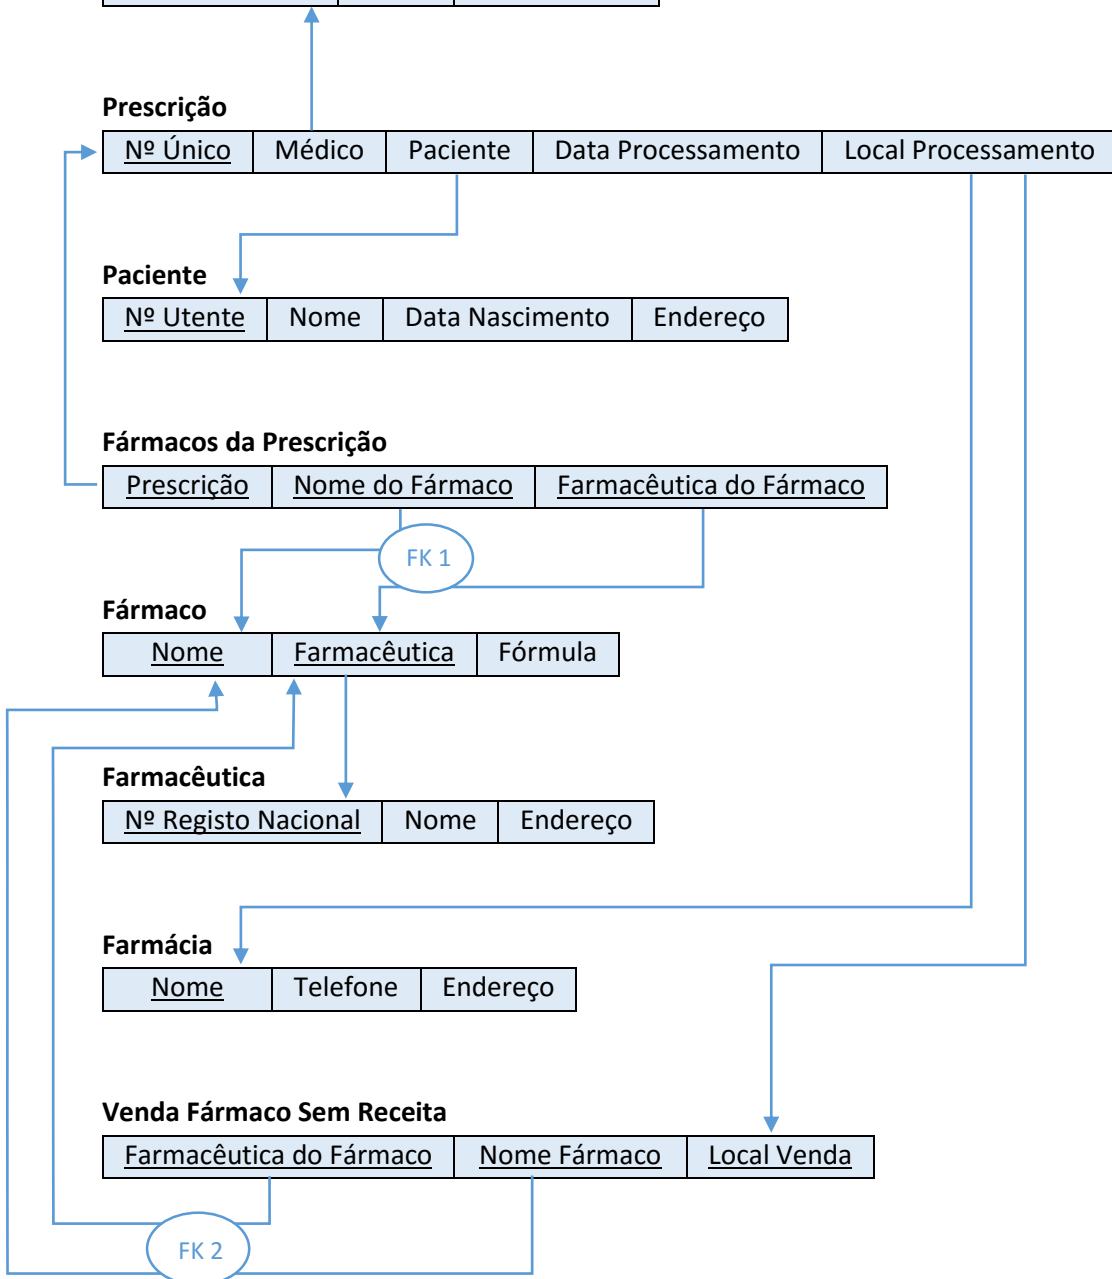 Prescrição
Nº Único Médico Paciente Data Processamento Local Processamento
Paciente
Nº Utente Nome Data Nascimento Endereço
Fármacos da Prescrição
Prescrição Nome do Fármaco Farmacêutica do Fármaco
FK 1
Fármaco
Nome Farmacêutica Fórmula
Farmacêutica
Nº Registo Nacional Nome Endereço
Farmácia
Nome Telefone Endereço
Venda Fármaco Sem Receita
Farmacêutica do Fármaco Nome Fármaco Local Venda
FK 2